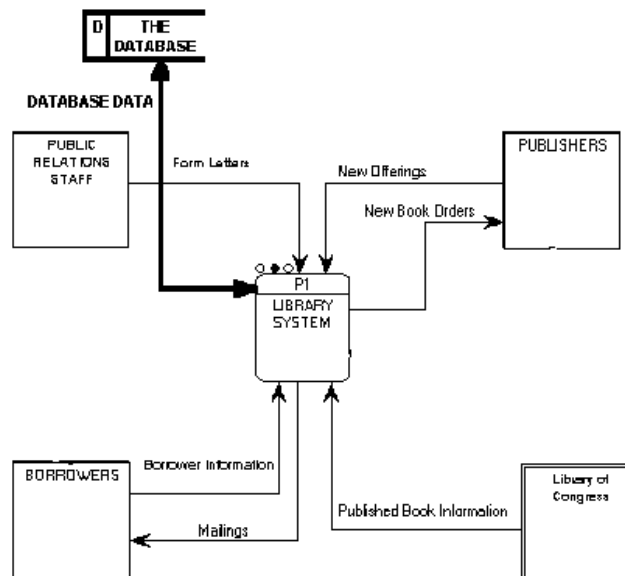 D THE
DATABASE
DATABASE DATA
PUBLIC
RELATIONS
STAFF
Form Letters
New Offerings
PUBLISHERS
New Book Orders
P1
LIBRARY
SYSTEM
BORROWERS
Borrower Information
Mailings
Published Book Information
Library of
Congress